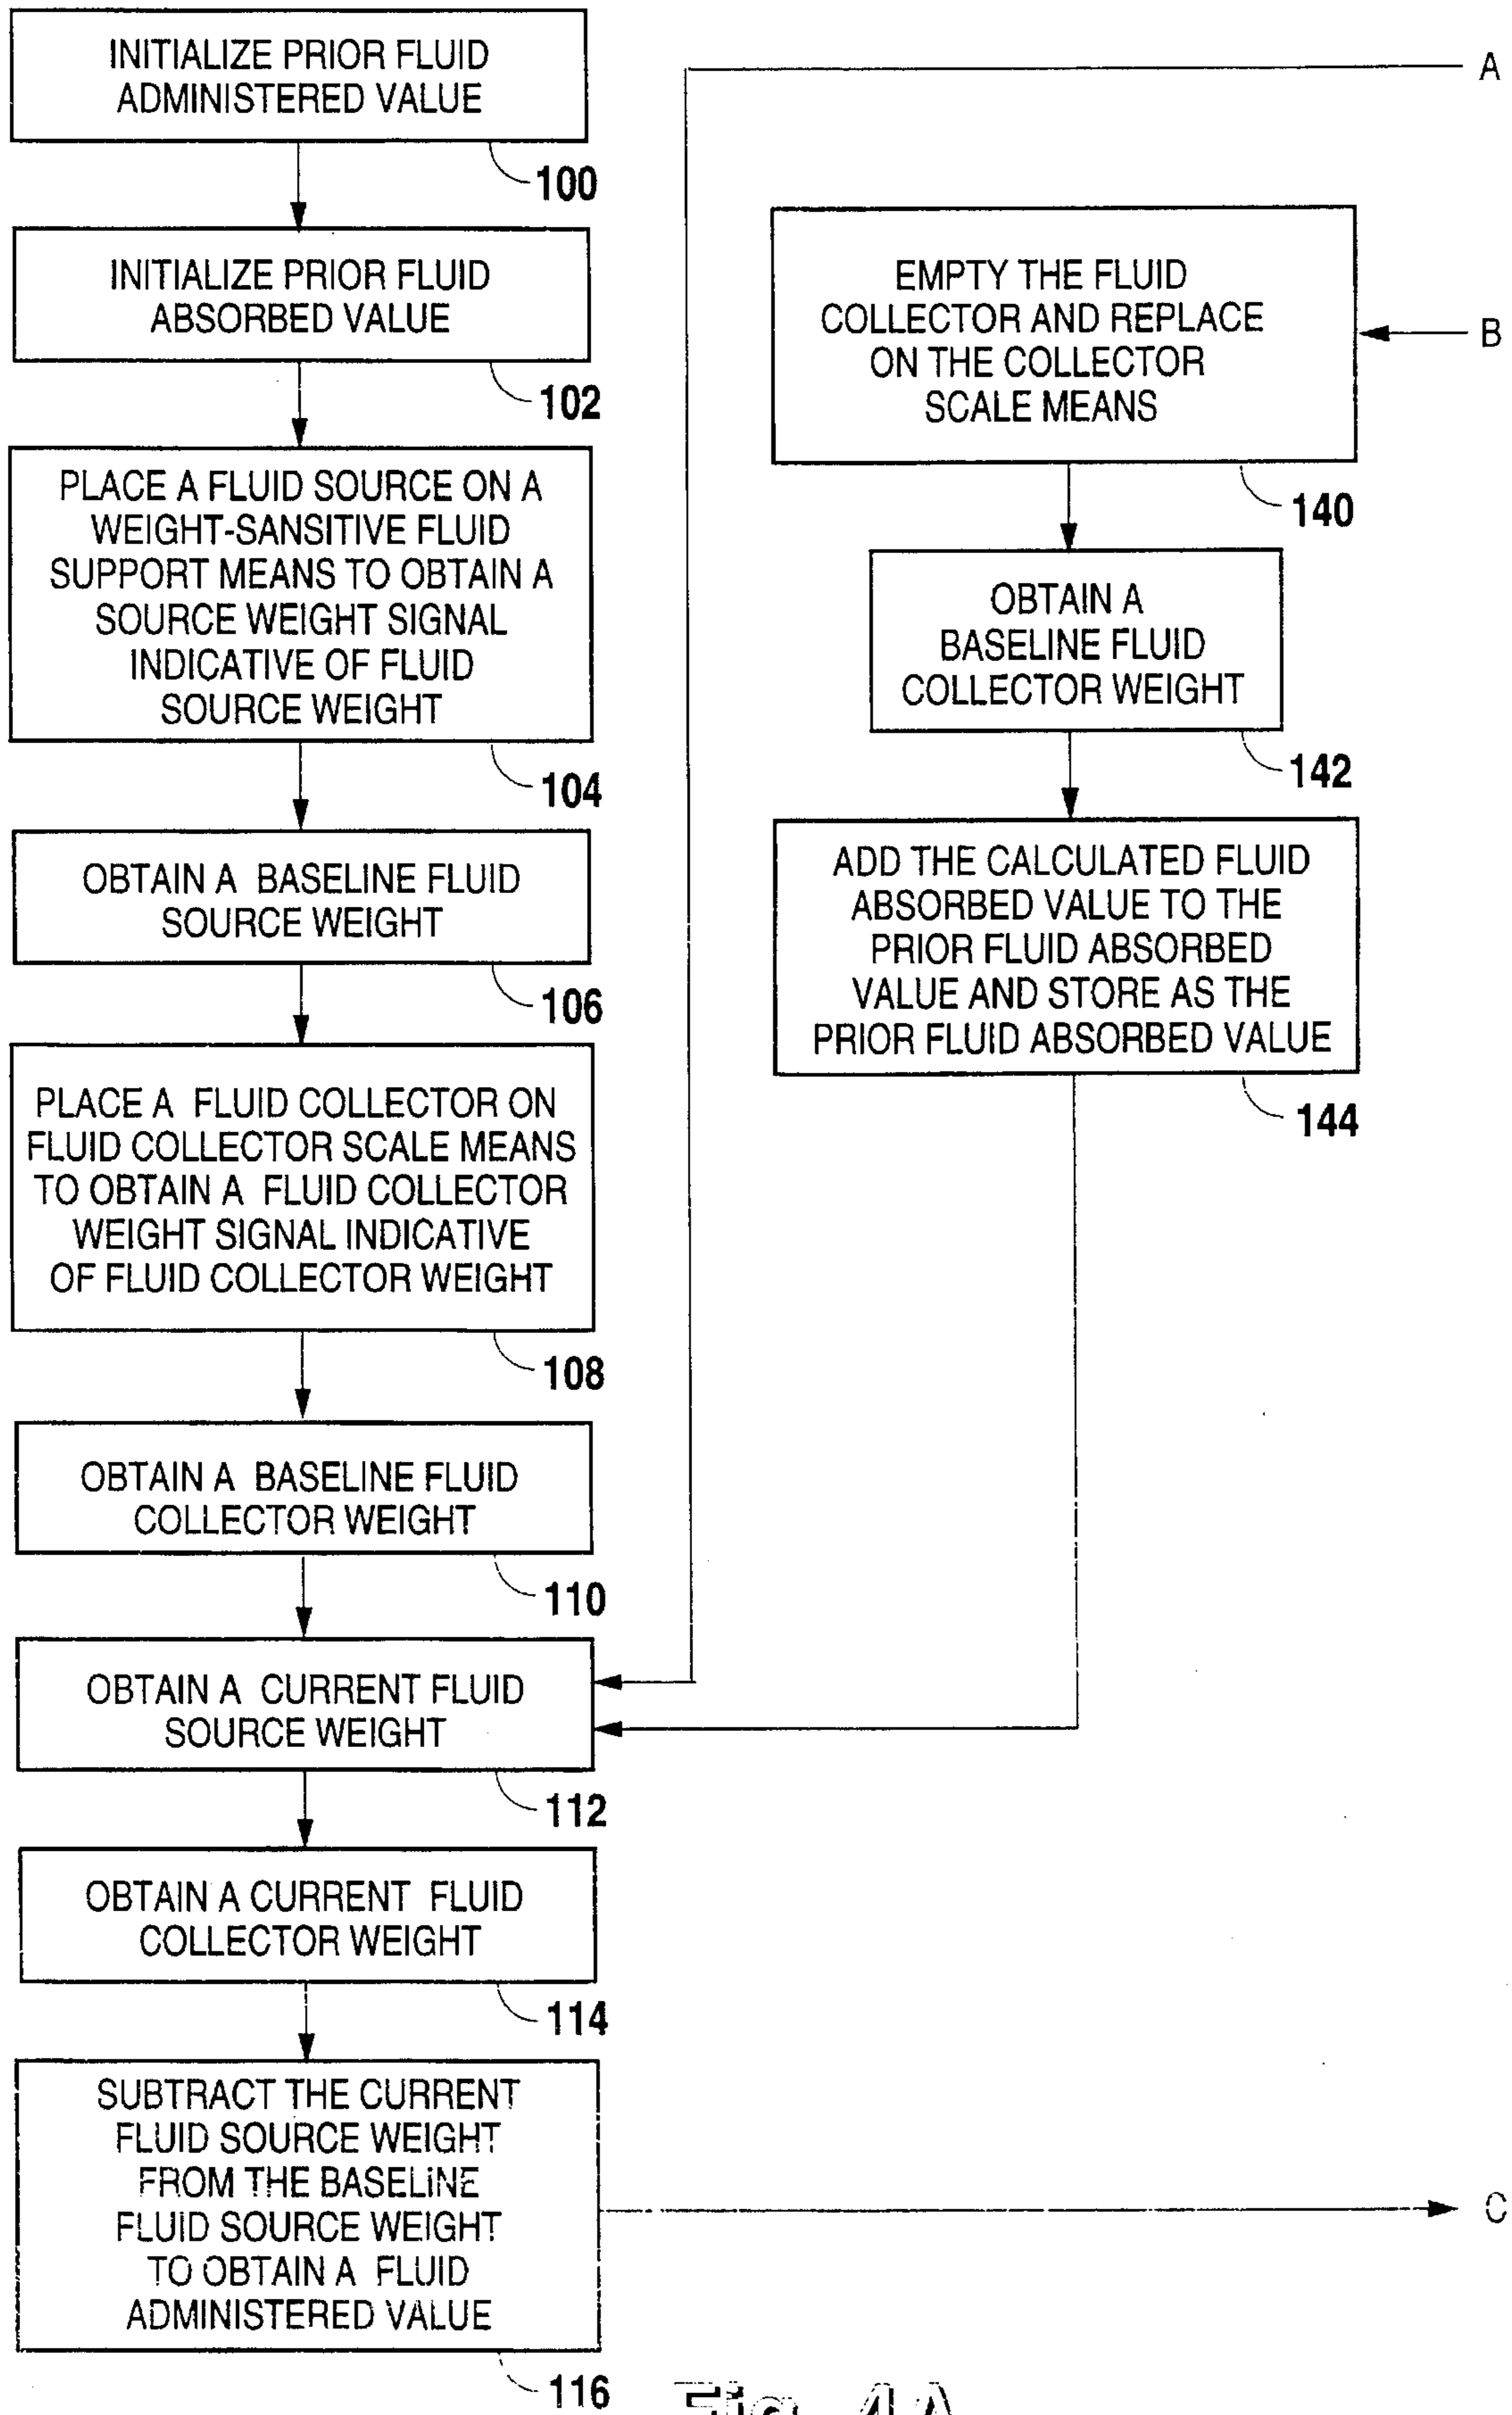 INITIALIZE PRIOR FLUID
ADMINISTERED VALUE
100
INITIALIZE PRIOR FLUID
ABSORBED VALUE
102
PLACE A FLUID SOURCE ON A
WEIGHT-SANSITIVE FLUID
SUPPORT MEANS TO OBTAIN A
SOURCE WEIGHT SIGNAL
INDICATIVE OF FLUID
SOURCE WEIGHT
104
OBTAIN A BASELINE FLUID
SOURCE WEIGHT
106
PLACE A FLUID COLLECTOR ON
FLUID COLLECTOR SCALE MEANS
TO OBTAIN A FLUID COLLECTOR
WEIGHT SIGNAL INDICATIVE
OF FLUID COLLECTOR WEIGHT
108
OBTAIN A BASELINE FLUID
COLLECTOR WEIGHT
110
OBTAIN A CURRENT FLUID
SOURCE WEIGHT
112
OBTAIN A CURRENT FLUID
COLLECTOR WEIGHT
114
SUBTRACT THE CURRENT
FLUID SOURCE WEIGHT
FROM THE BASELINE
FLUID SOURCE WEIGHT
TO OBTAIN A FLUID
ADMINISTERED VALUE
116
A
EMPTY THE FLUID
COLLECTOR AND REPLACE
ON THE COLLECTOR
SCALE MEANS
B
140
OBTAIN A
BASELINE FLUID
COLLECTOR WEIGHT
142
ADD THE CALCULATED FLUID
ABSORBED VALUE TO THE
PRIOR FLUID ABSORBED
VALUE AND STORE AS THE
PRIOR FLUID ABSORBED VALUE
144
C
Fig. 4A